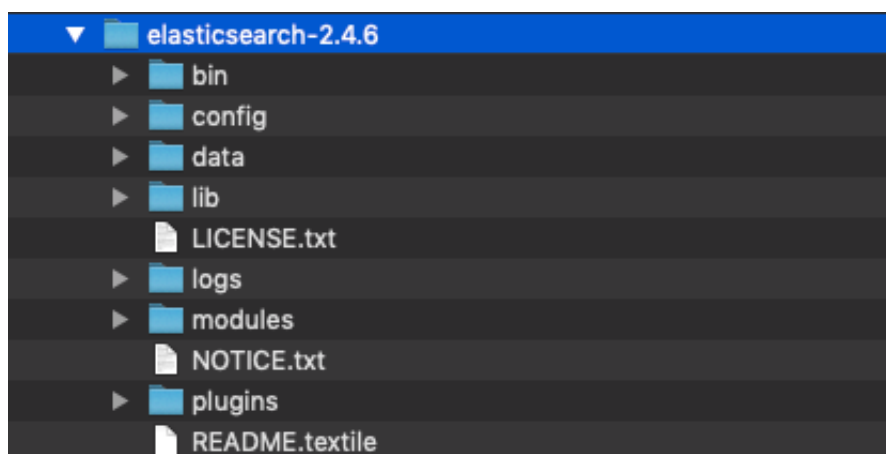 elasticsearch-2.4.6
bin
config
data
lib
LICENSE.txt
logs
modules
NOTICE.txt
plugins
README.textile